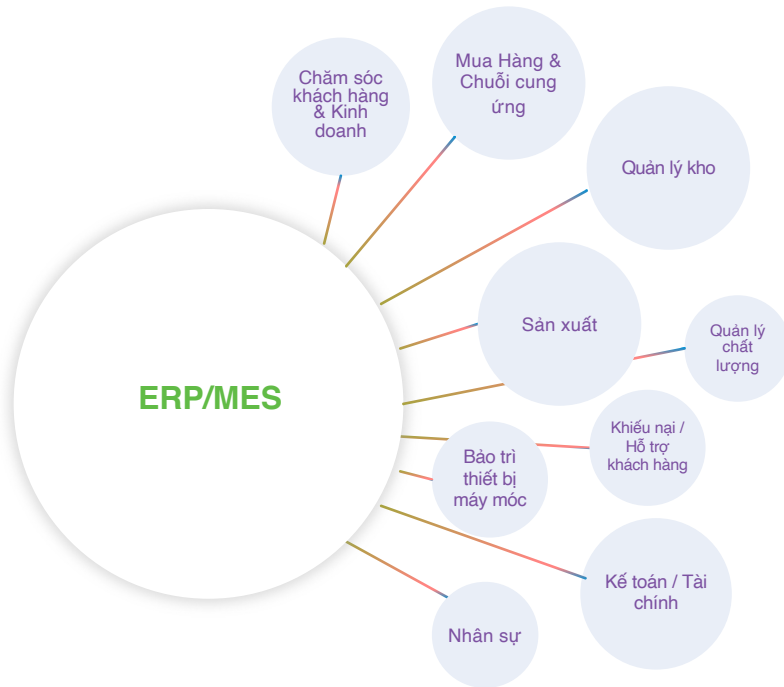 Chăm sóc
khách hàng
& Kinh
doanh
Mua Hàng &
Chuỗi cung
ứng
Quản lý kho
Sản xuất
Quản lý
chất
lượng
ERP/MES
Khiếu nại /
Hỗ trợ
khách hàng
Bảo trì
thiết bị
máy móc
Kế toán / Tài
chính
Nhân sự